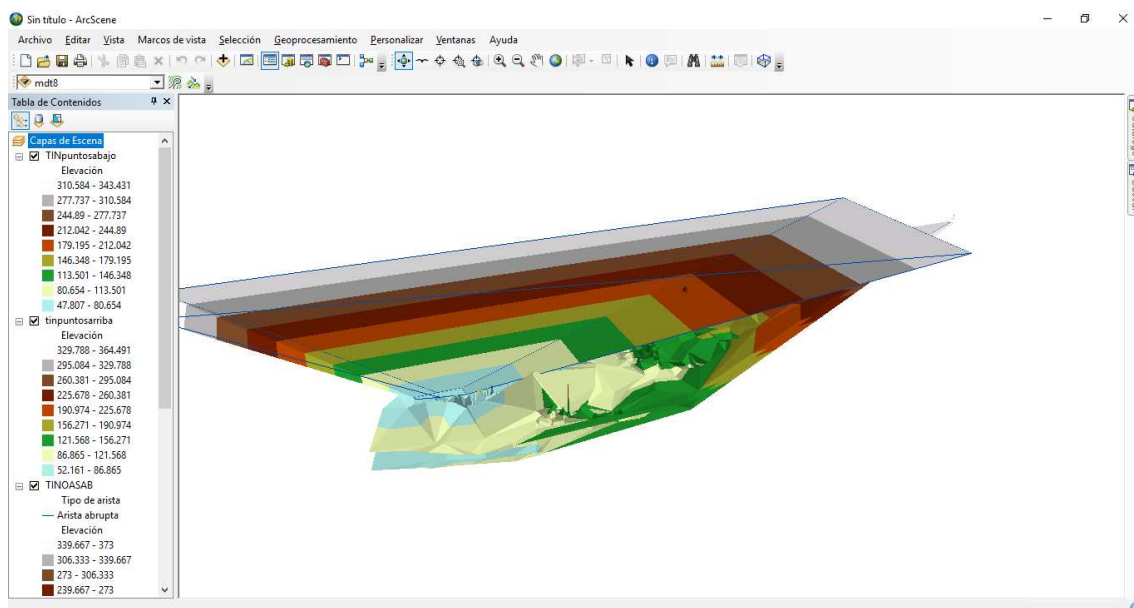 Sin título - ArcScene
Archivo Editar Vista Marcos de vista Selección Geoprocesamiento Personalizar Ventanas Ayuda
mdt8
Tabla de Contenidos
Capas de Escena
TINpuntosabajo
Elevación
310.584 - 343.431
277.737 - 310.584
244.89 - 277.737
212.042 - 244.89
179.195 - 212.042
146.348 - 179.195
113.501 - 146.348
80.654 - 113.501
47.807 - 80.654
tinpuntosarriba
Elevación
329.788 - 364.491
295.084 - 329.788
260.381 - 295.084
225.678 - 260.381
190.974 - 225.678
156.271 - 190.974
121.568 - 156.271
86.865 - 121.568
52.161 - 86.865
TINOASAB
Tipo de arista
Arista abrupta
Elevación
339.667 - 373
306.333 - 339.667
273 - 306.333
239.667 - 273